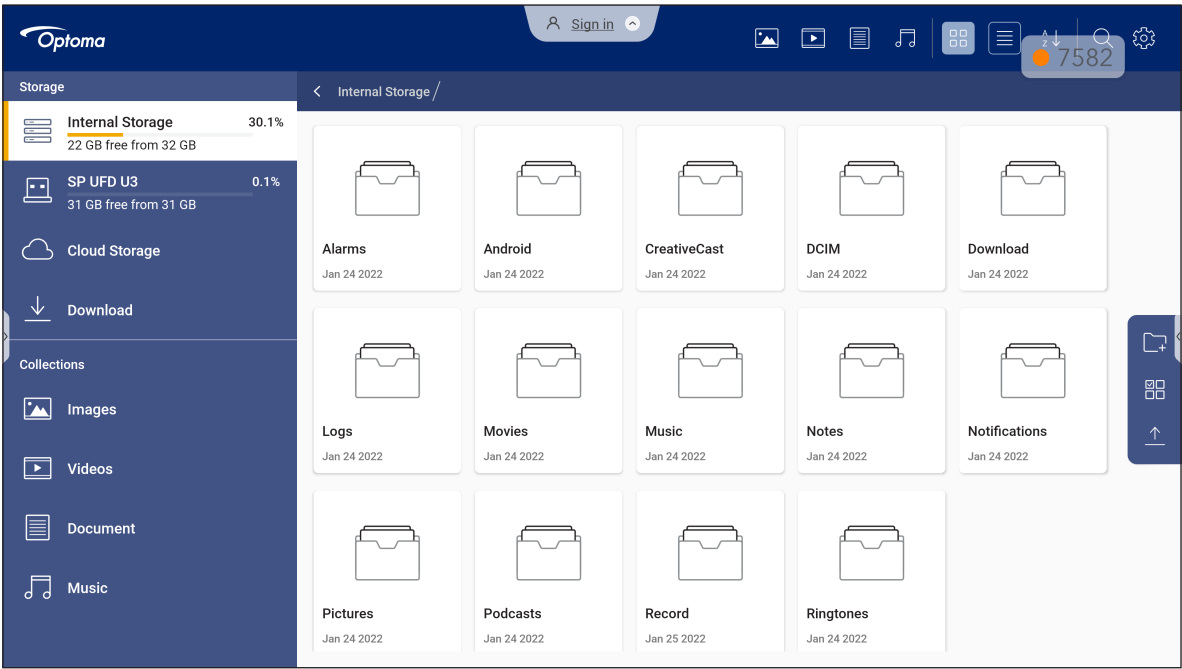 Optoma
Sign in
A
Z
7582
Storage
Internal Storage 30.1%
22 GB free from 32 GB
SP UFD U3 0.1%
31 GB free from 31 GB
Cloud Storage
Download
Collections
Images
Videos
Document
Music
Internal Storage /
Alarms Android CreativeCast DCIM Download
Jan 24 2022 Jan 24 2022 Jan 24 2022 Jan 24 2022 Jan 24 2022
Logs Movies Music Notes Notifications
Jan 24 2022 Jan 24 2022 Jan 24 2022 Jan 24 2022 Jan 24 2022
Pictures Podcasts Record Ringtones
Jan 24 2022 Jan 24 2022 Jan 25 2022 Jan 24 2022